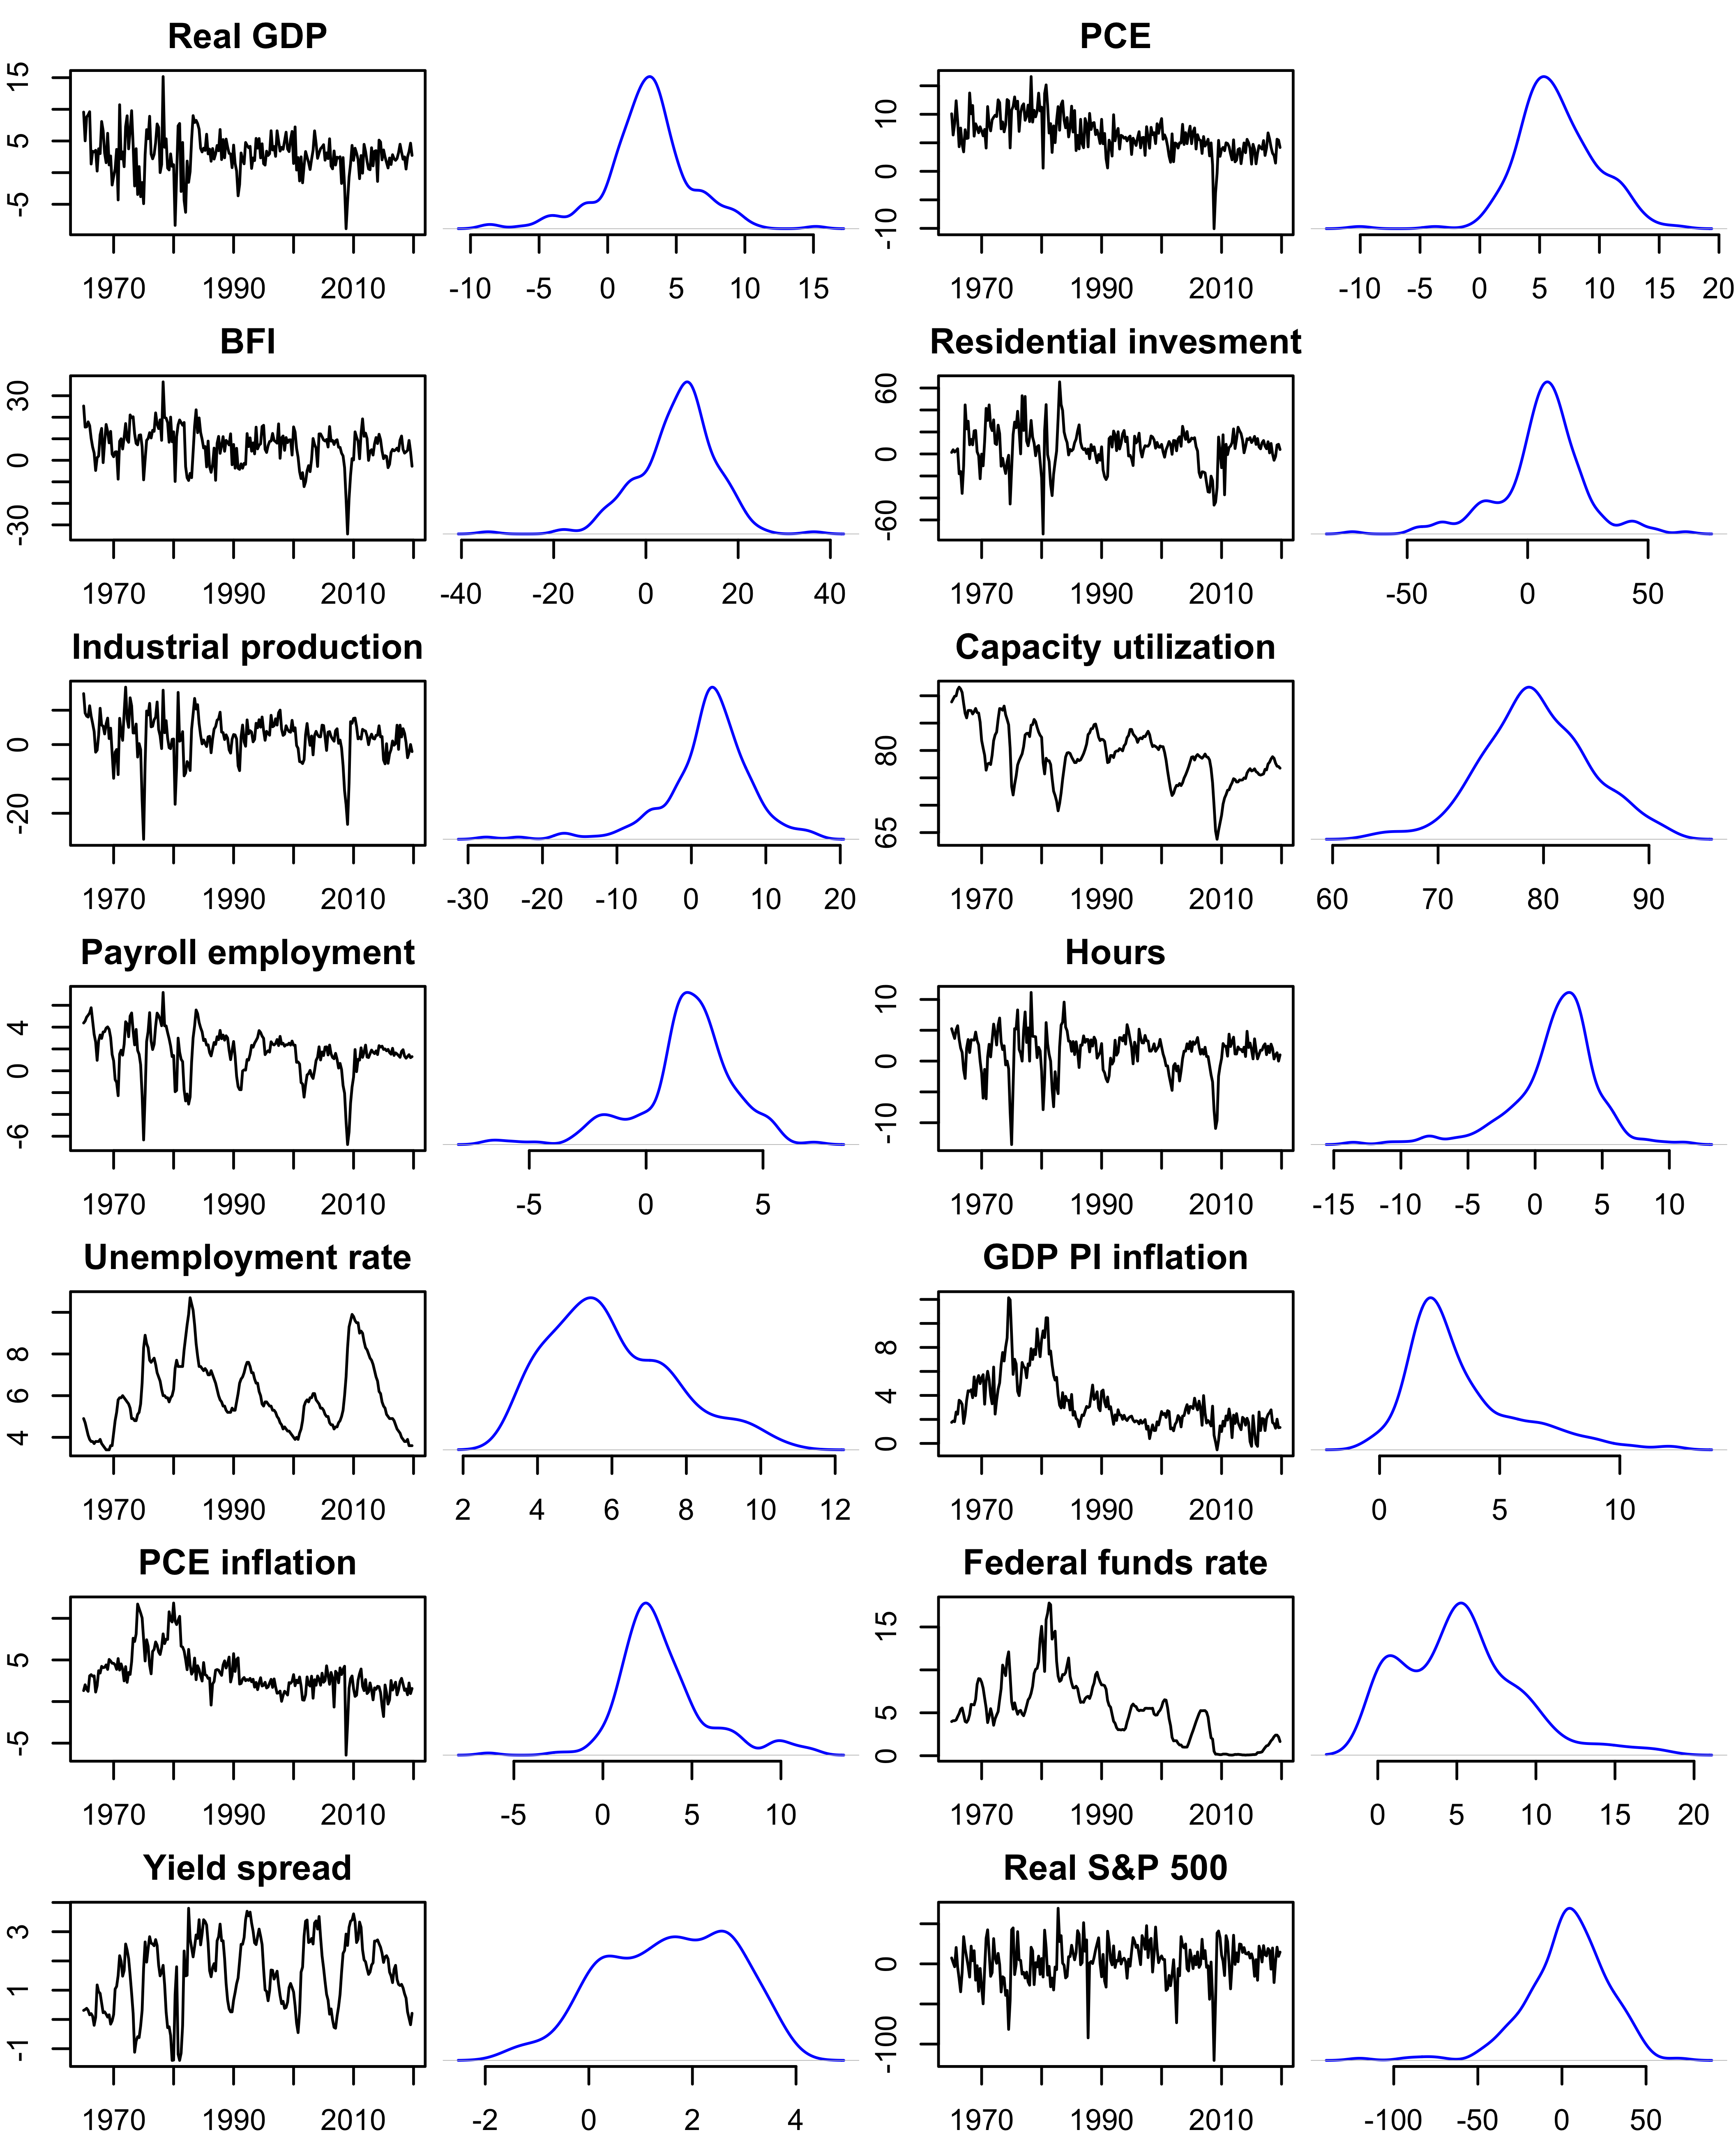 Real GDP PCE
15 5 -5 10 0 -10
1970 1990 2010 -10 -5 0 5 10 15 1970 1990 2010 -10 -5 0 5 10 15 20
BFI Residential invesment
30 0 -30 60 0 -60
1970 1990 2010 -40 -20 0 20 40 1970 1990 2010 -50 0 50
Industrial production Capacity utilization
0 -20 80 65
1970 1990 2010 -30 -20 -10 0 10 20 1970 1990 2010 60 70 80 90
Payroll employment Hours
4 0 -6 10 0 -10
1970 1990 2010 -5 0 5 1970 1990 2010 -15 -10 -5 0 5 10
Unemployment rate GDP PI inflation
8 6 4 8 4 0
1970 1990 2010 2 4 6 8 10 12 1970 1990 2010 0 5 10
PCE inflation Federal funds rate
5 -5 15 5 0
1970 1990 2010 -5 0 5 10 1970 1990 2010 0 5 10 15 20
Yield spread Real S&P 500
3 1 -1 0 -100
1970 1990 2010 -2 0 2 4 1970 1990 2010 -100 -50 0 50